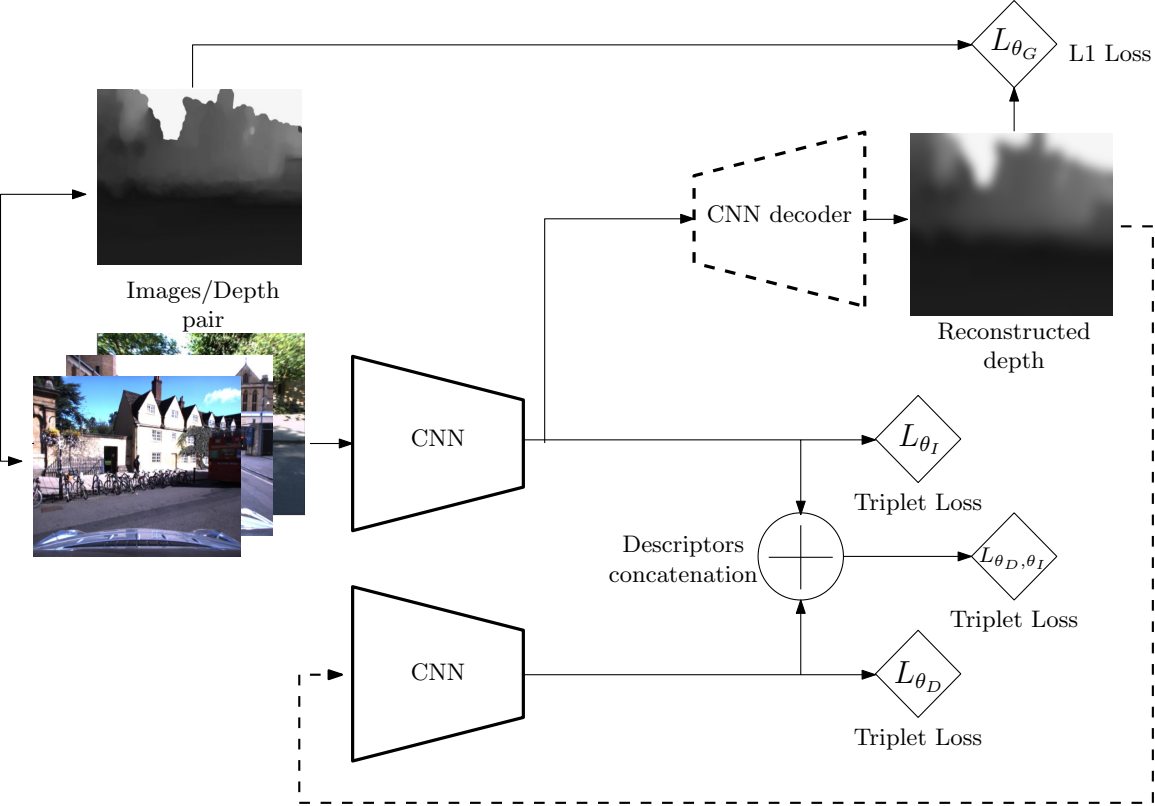 L_{θ_G}
L1 Loss
CNN decoder
Images/Depth
pair
Reconstructed
depth
CNN
L_{θ_I}
Triplet Loss
Descriptors
concatenation
L_{θ_D,θ_I}
Triplet Loss
CNN
L_{θ_D}
Triplet Loss